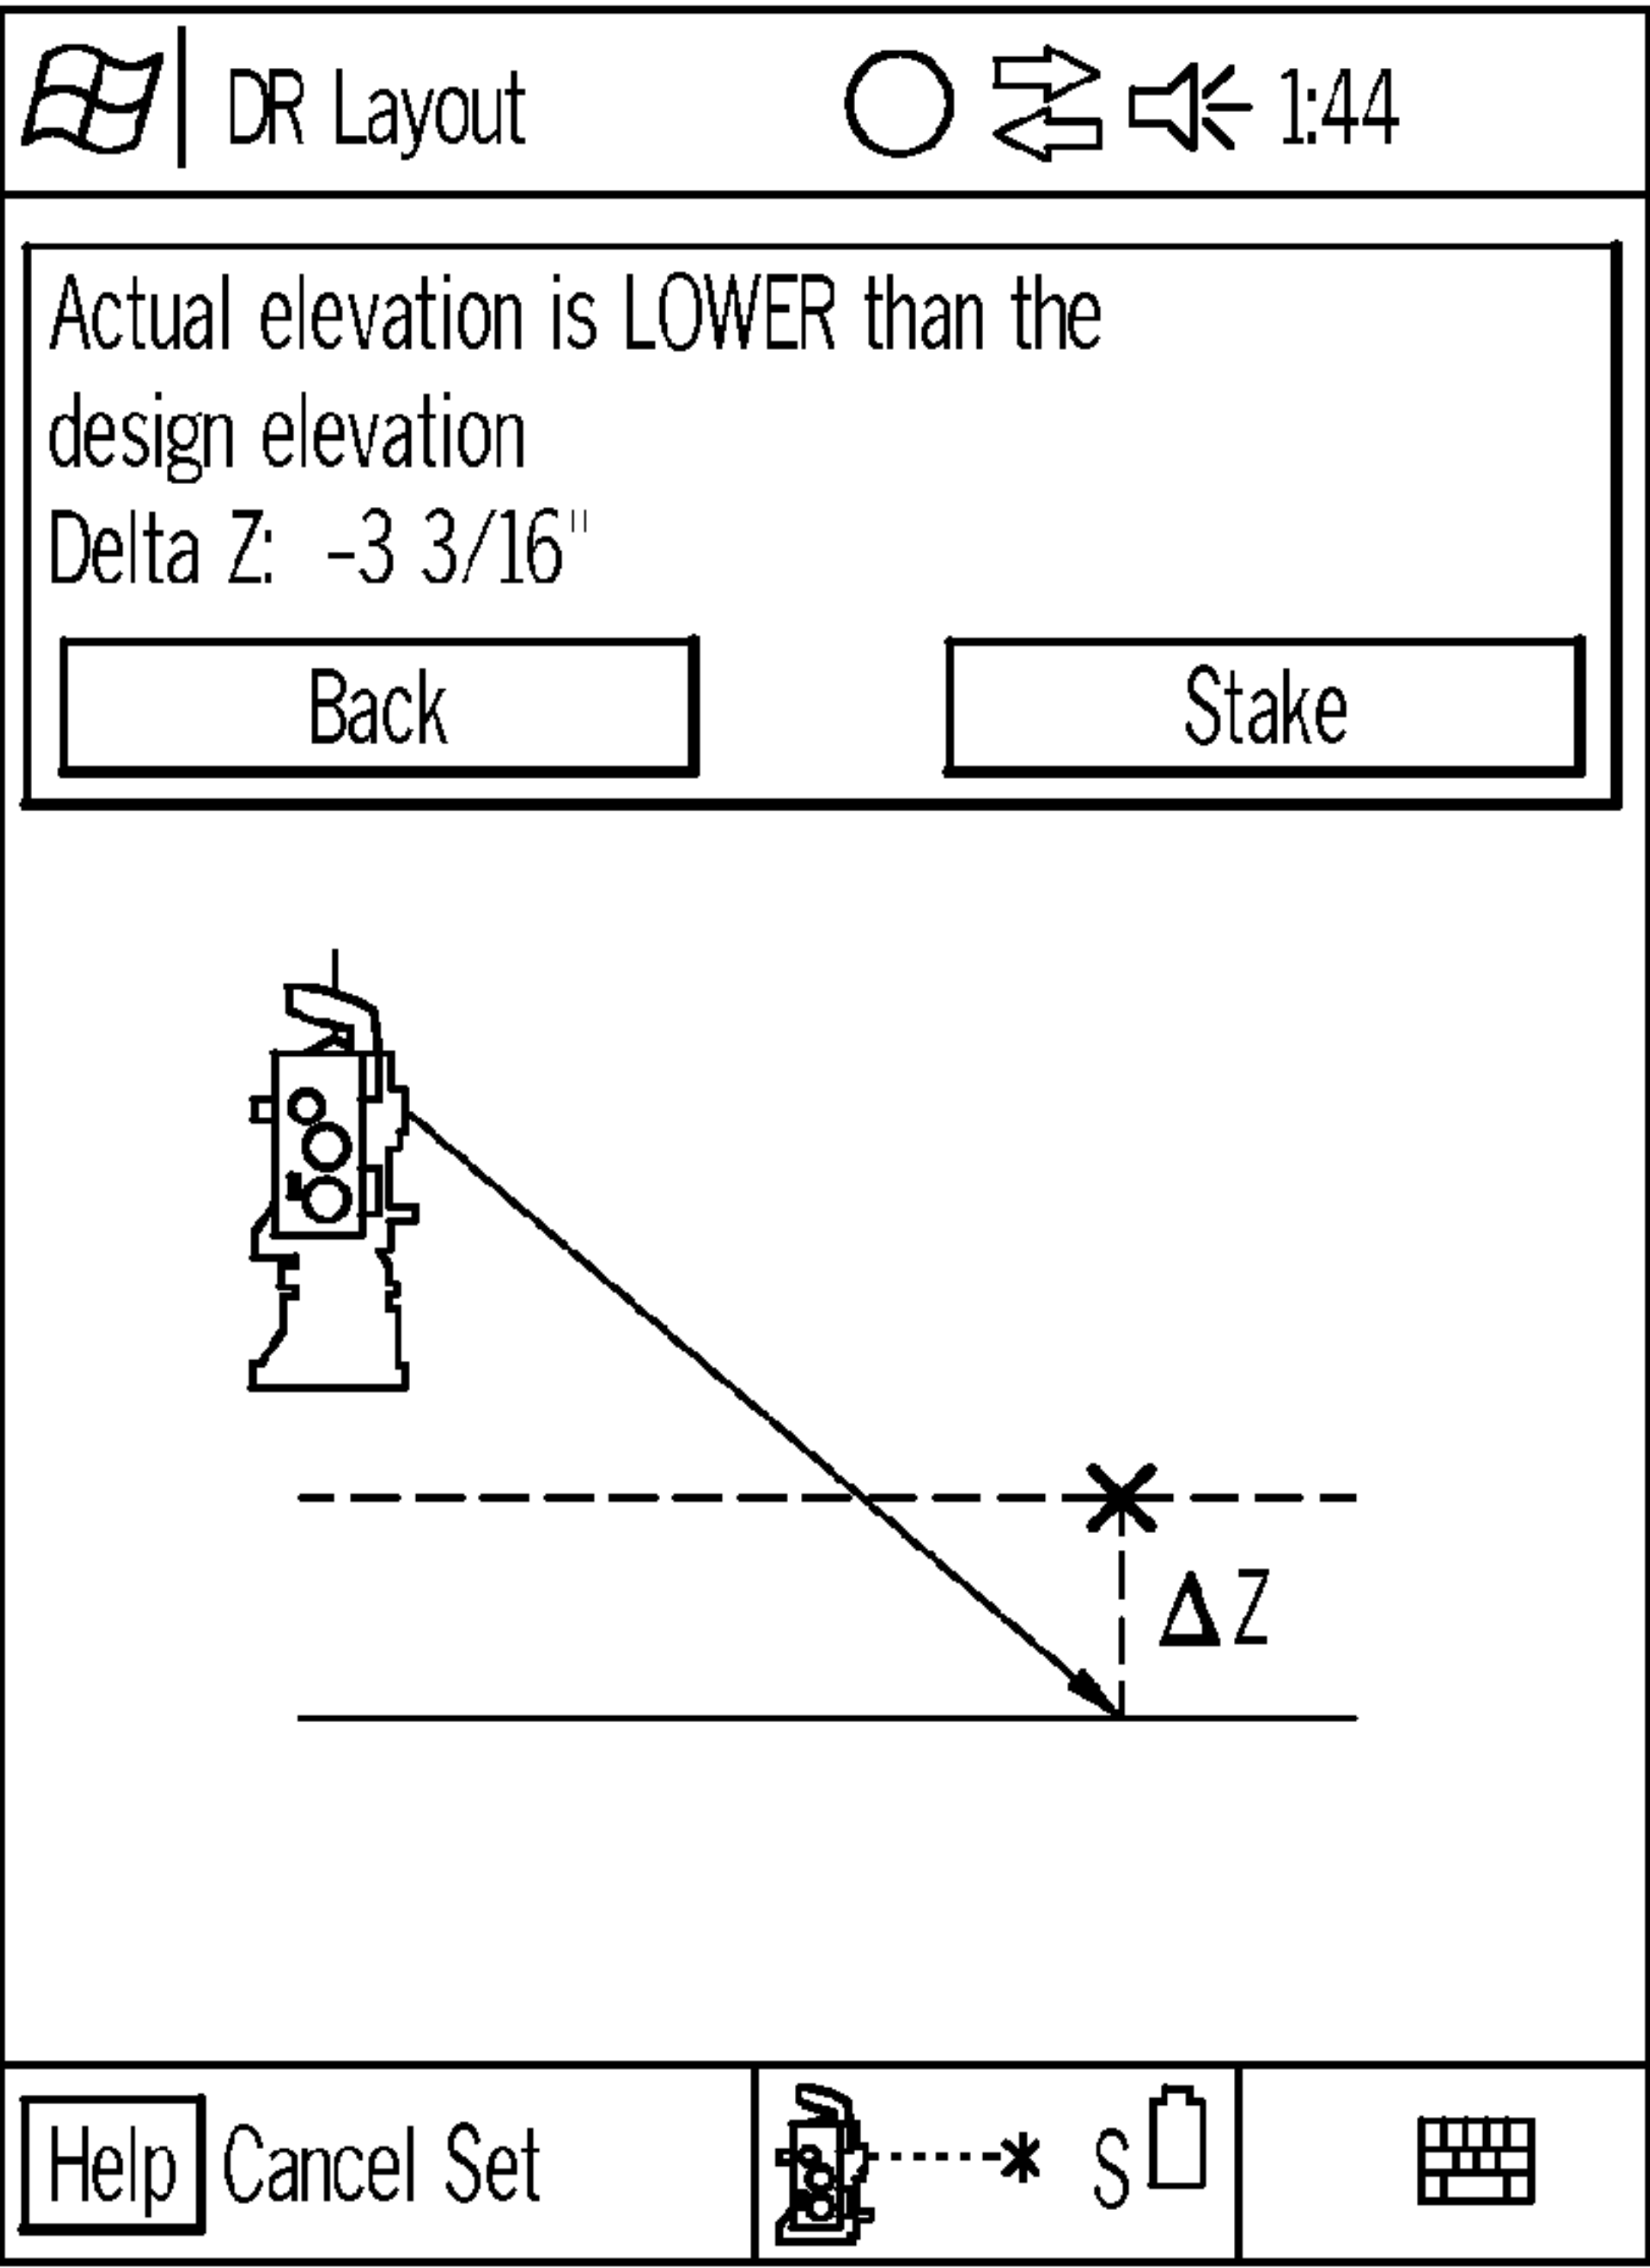 DR Layout 1:44
Actual elevation is LOWER than the
design elevation
Delta Z: -3 3/16"
Back Stake
ΔZ
Help Cancel Set S